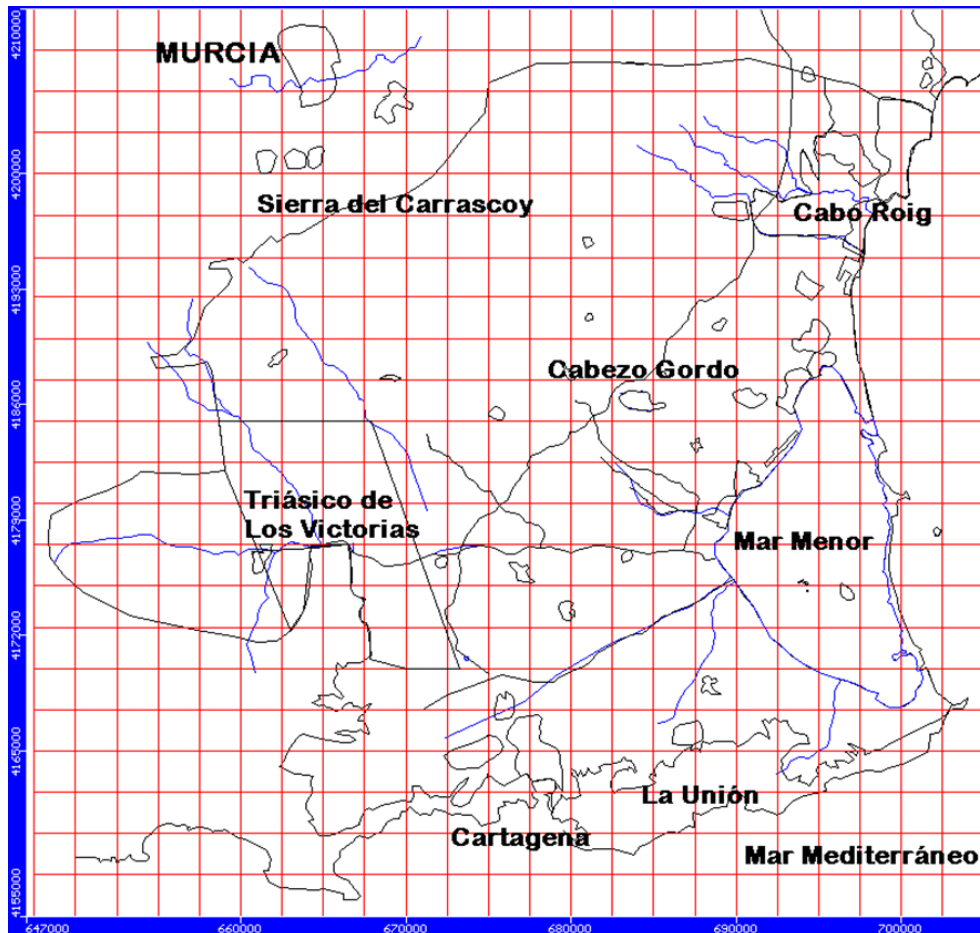 4210000
MURCIA
4200000
Sierra del Carrascoy
Cabo Roig
4193000
Cabezo Gordo
4186000
Triásico de
Los Victorias
4179000
Mar Menor
4172000
4165000
La Unión
Cartagena
Mar Mediterráneo
4155000
647000 660000 670000 680000 690000 700000